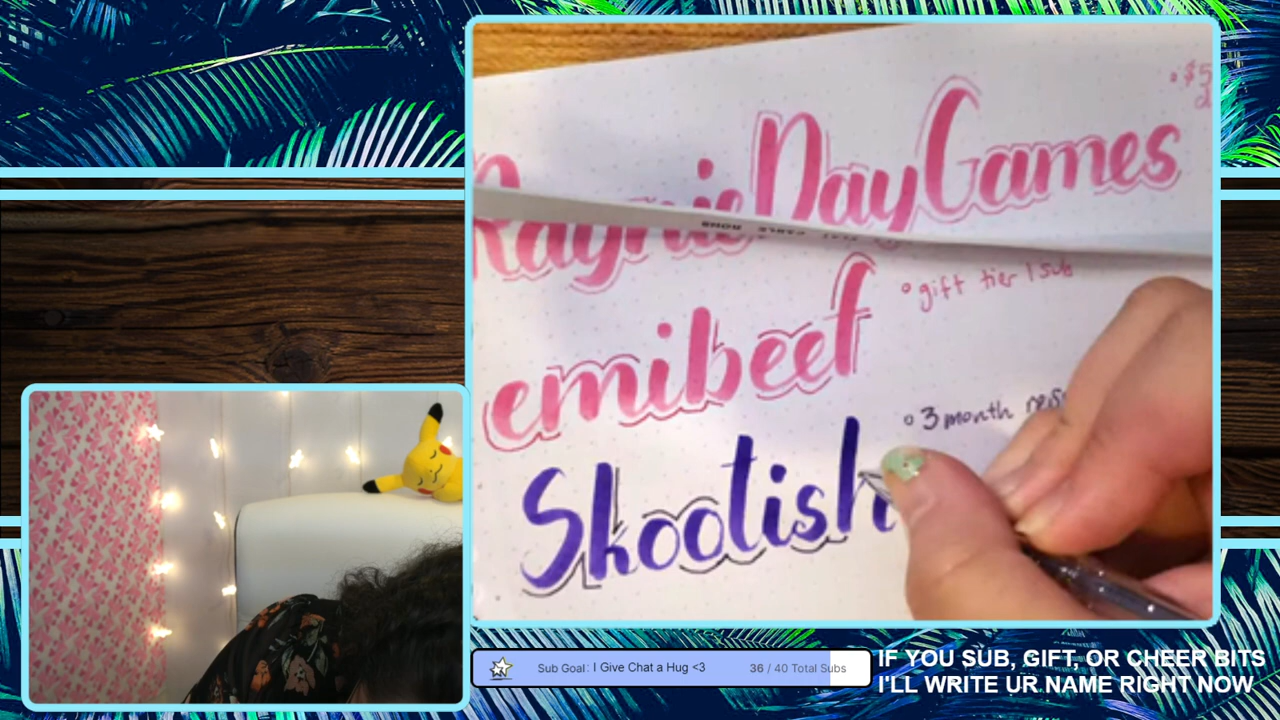 • $5
RaynieDayGames
• gift tier 1 sub
emibeef
• 3 month
Skootish
Sub Goal: I Give Chat a Hug <3 36 / 40 Total Subs
IF YOU SUB, GIFT, OR CHEER BITS
I'LL WRITE UR NAME RIGHT NOW